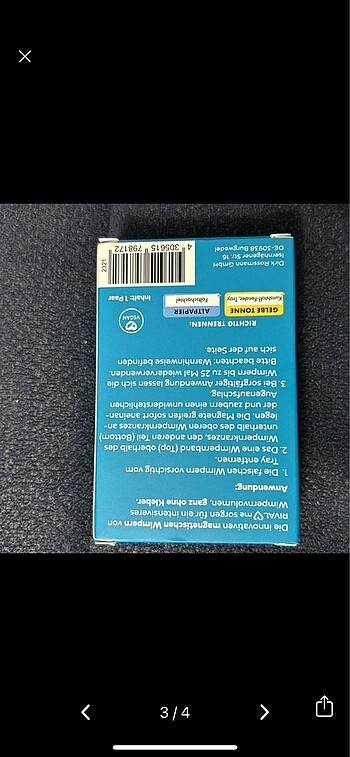 Die innovativen magnetischen Wimpern von
RIVAL♡me sorgen für ein intensiveres
Wimpernvolumen, ganz ohne Kleber.
Anwendung:
1. Die falschen Wimpern vorsichtig vom
Tray entfernen.
2. Das eine Wimpernband (Top) oberhalb des
Wimpernkranzes, den anderen Teil (Bottom)
unterhalb des oberen Wimpernkranzes an-
legen. Die Magnete greifen sofort aneinan-
der und zaubern einen unwiderstehlichen
Augenaufschlag.
3. Bei sorgfältiger Anwendung lassen sich die
Wimpern bis zu 25 Mal wiederverwenden.
Bitte beachten: Warnhinweise befinden
sich auf der Seite.
VEGAN
Inhalt: 1 Paar
RICHTIG TRENNEN:
GELBE TONNE
Kunststoff-Fenster, Tray
ALTPAPIER
Faltschachtel
Dirk Rossmann GmbH
Isernhägener Str. 16
DE-30938 Burgwedel
4 305615 798172
2321
3/4